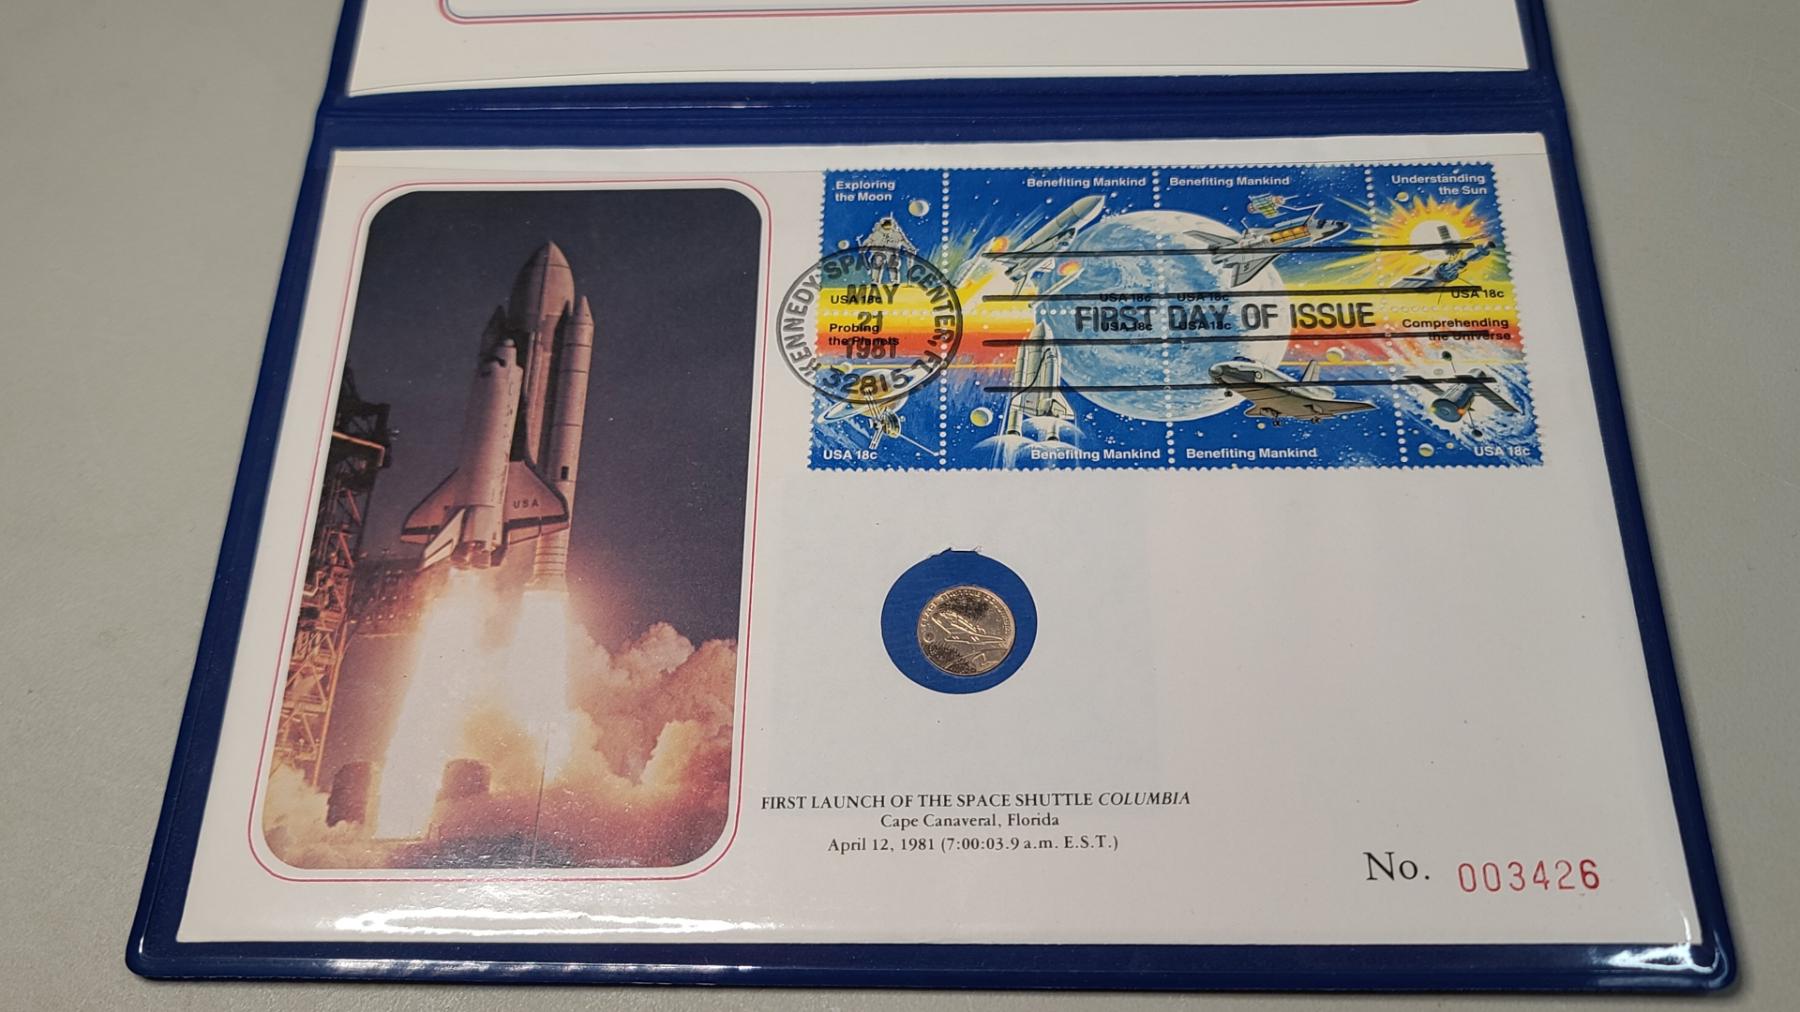 Exploring
the Moon
USA 18c
Benefiting Mankind
USA 18c
Benefiting Mankind
USA 18c
Understanding
the Sun
USA 18c
Probing
the Planets
USA 18c
USA 18c
Benefiting Mankind
USA 18c
Benefiting Mankind
Comprehending
the Universe
USA 18c
KENNEDY SPACE CENTER, FL
MAY
21
1981
32815
FIRST DAY OF ISSUE
USA
FIRST LAUNCH OF THE SPACE SHUTTLE COLUMBIA
Cape Canaveral, Florida
April 12, 1981 (7:00:03.9 a.m. E.S.T.)
No. 003426